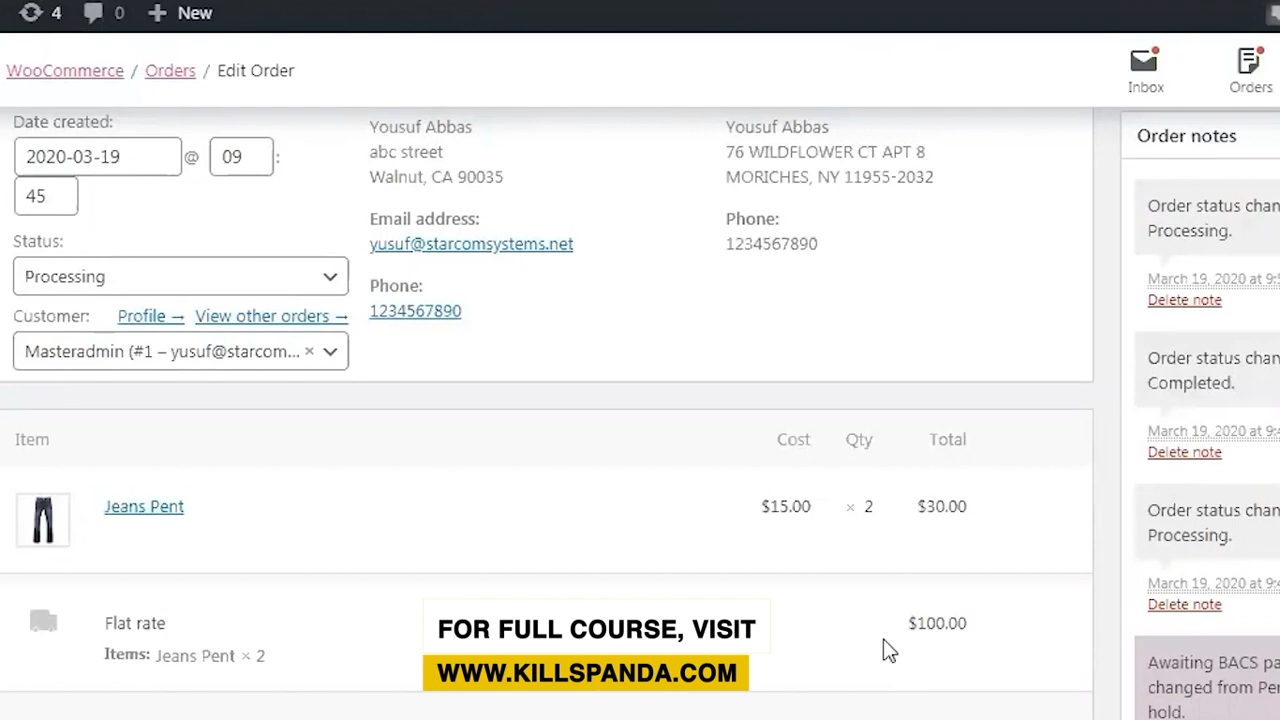 4 0 New
WooCommerce / Orders / Edit Order
Inbox
Orders
Date created:
2020-03-19 @ 09 :
45
Status:
Processing
Customer: Profile → View other orders →
Masteradmin (#1 – yusuf@starcom... ×
Yousuf Abbas
abc street
Walnut, CA 90035
Email address:
yusuf@starcomsystems.net
Phone:
1234567890
Yousuf Abbas
76 WILDFLOWER CT APT 8
MORICHES, NY 11955-2032
Phone:
1234567890
Item Cost Qty Total
Jeans Pent $15.00 × 2 $30.00
Flat rate $100.00
Items: Jeans Pent × 2
FOR FULL COURSE, VISIT
WWW.KILLSPANDA.COM
Order notes
Order status chan
Processing.
March 19, 2020 at 9:
Delete note
Order status chan
Completed.
March 19, 2020 at 9:4
Delete note
Order status chan
Processing.
March 19, 2020 at 9:4
Delete note
Awaiting BACS pa
changed from Pen
hold.